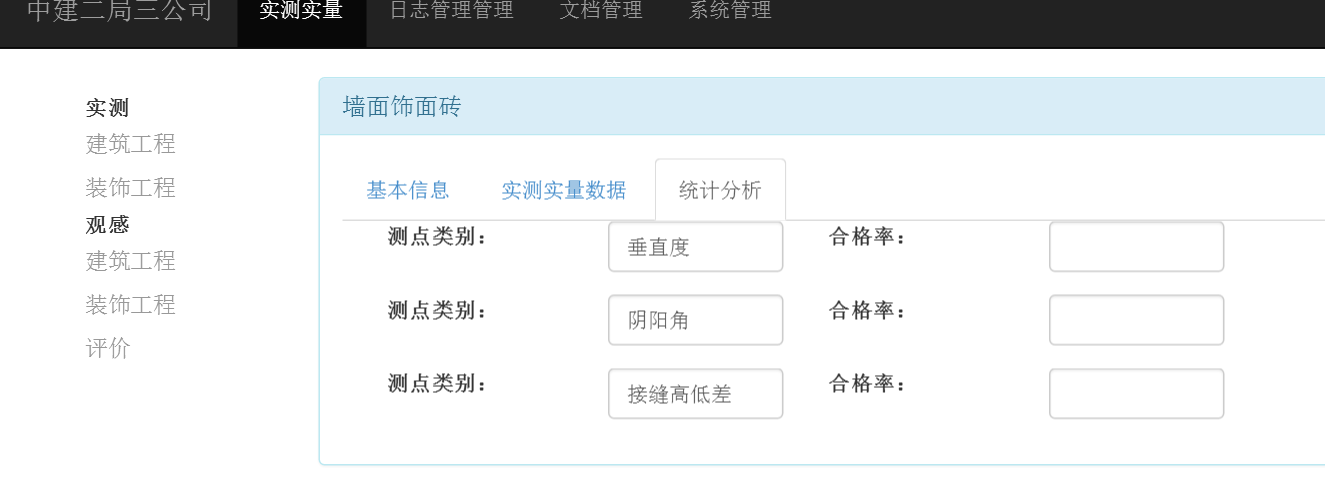 中建二局三公司 实测实量 日志管理管理 文档管理 系统管理
实测
建筑工程
装饰工程
观感
建筑工程
装饰工程
评价
墙面饰面砖
基本信息 实测实量数据 统计分析
测点类别： 垂直度 合格率：
测点类别： 阴阳角 合格率：
测点类别： 接缝高低差 合格率：